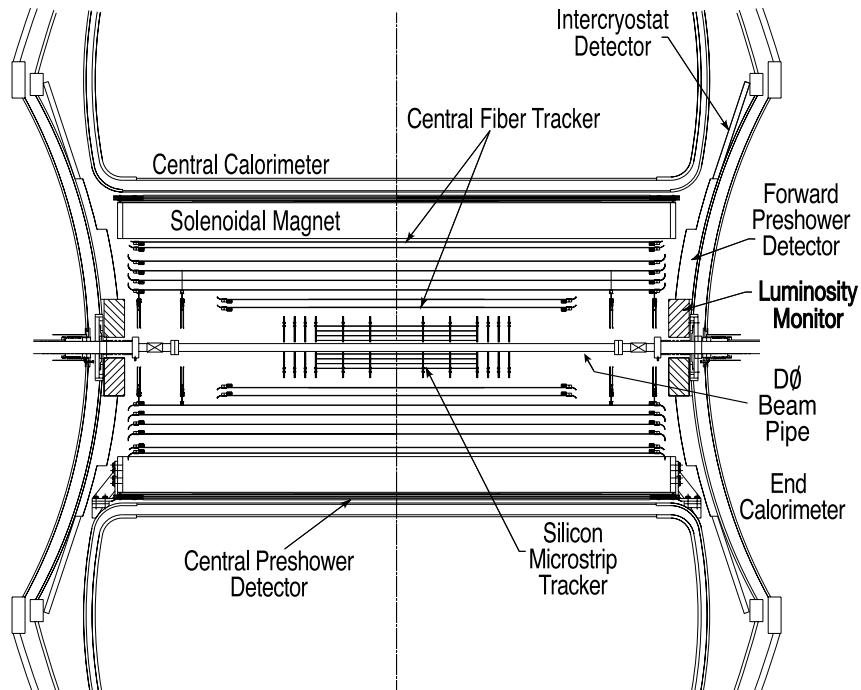 Intercryostat
Detector
Central Fiber Tracker
Central Calorimeter
Solenoidal Magnet
Forward
Preshower
Detector
Luminosity
Monitor
DØ
Beam
Pipe
End
Calorimeter
Silicon
Microstrip
Tracker
Central Preshower
Detector